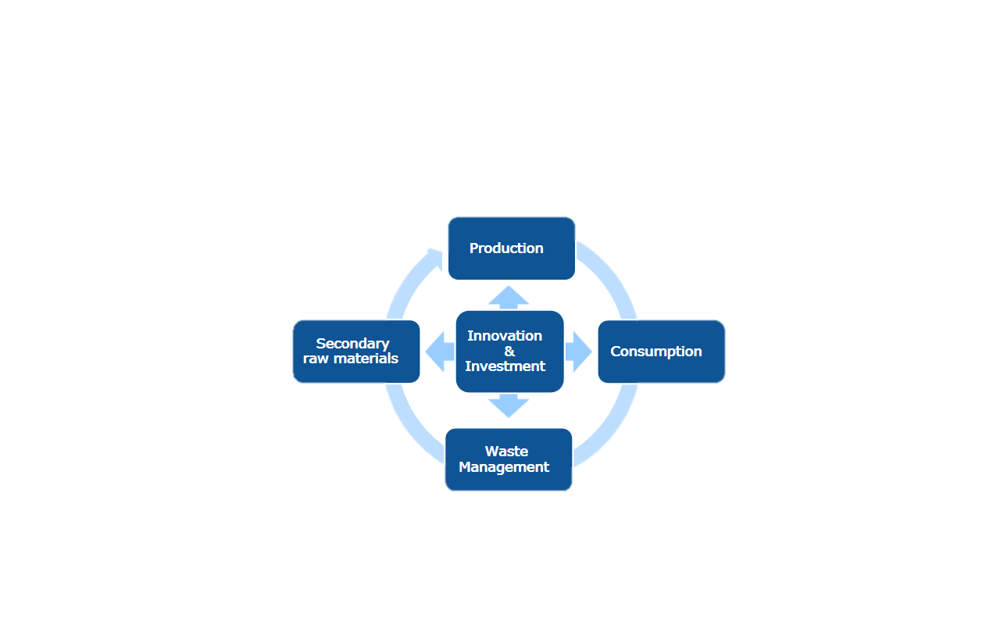 Production
Secondary
raw materials
Innovation
&
Investment
Consumption
Waste
Management